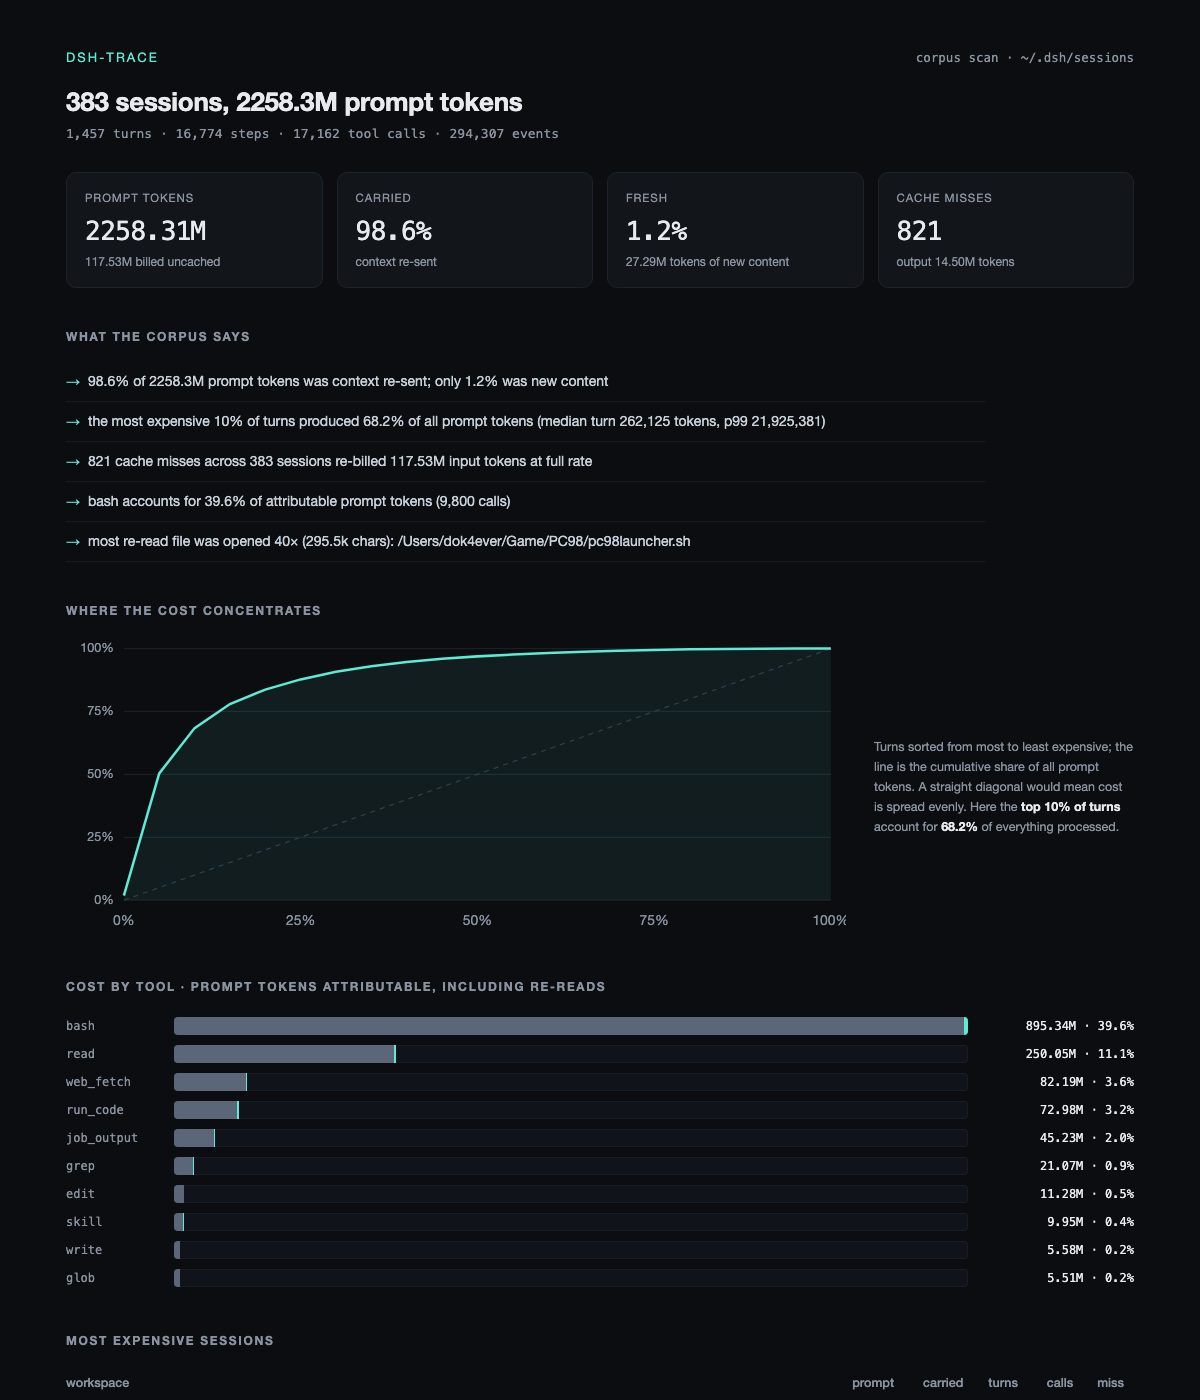 DSH-TRACE
corpus scan · ~/.dsh/sessions
383 sessions, 2258.3M prompt tokens
1,457 turns · 16,774 steps · 17,162 tool calls · 294,307 events
PROMPT TOKENS
2258.31M
117.53M billed uncached
CARRIED
98.6%
context re-sent
FRESH
1.2%
27.29M tokens of new content
CACHE MISSES
821
output 14.50M tokens
WHAT THE CORPUS SAYS
→ 98.6% of 2258.3M prompt tokens was context re-sent; only 1.2% was new content
→ the most expensive 10% of turns produced 68.2% of all prompt tokens (median turn 262,125 tokens, p99 21,925,381)
→ 821 cache misses across 383 sessions re-billed 117.53M input tokens at full rate
→ bash accounts for 39.6% of attributable prompt tokens (9,800 calls)
→ most re-read file was opened 40× (295.5k chars): /Users/dok4ever/Game/PC98/pc98launcher.sh
WHERE THE COST CONCENTRATES
100%
75%
50%
25%
0%
0% 25% 50% 75% 100%
Turns sorted from most to least expensive; the
line is the cumulative share of all prompt
tokens. A straight diagonal would mean cost
is spread evenly. Here the top 10% of turns
account for 68.2% of everything processed.
COST BY TOOL · PROMPT TOKENS ATTRIBUTABLE, INCLUDING RE-READS
bash 895.34M · 39.6%
read 250.05M · 11.1%
web_fetch 82.19M · 3.6%
run_code 72.98M · 3.2%
job_output 45.23M · 2.0%
grep 21.07M · 0.9%
edit 11.28M · 0.5%
skill 9.95M · 0.4%
write 5.58M · 0.2%
glob 5.51M · 0.2%
MOST EXPENSIVE SESSIONS
workspace prompt carried turns calls miss